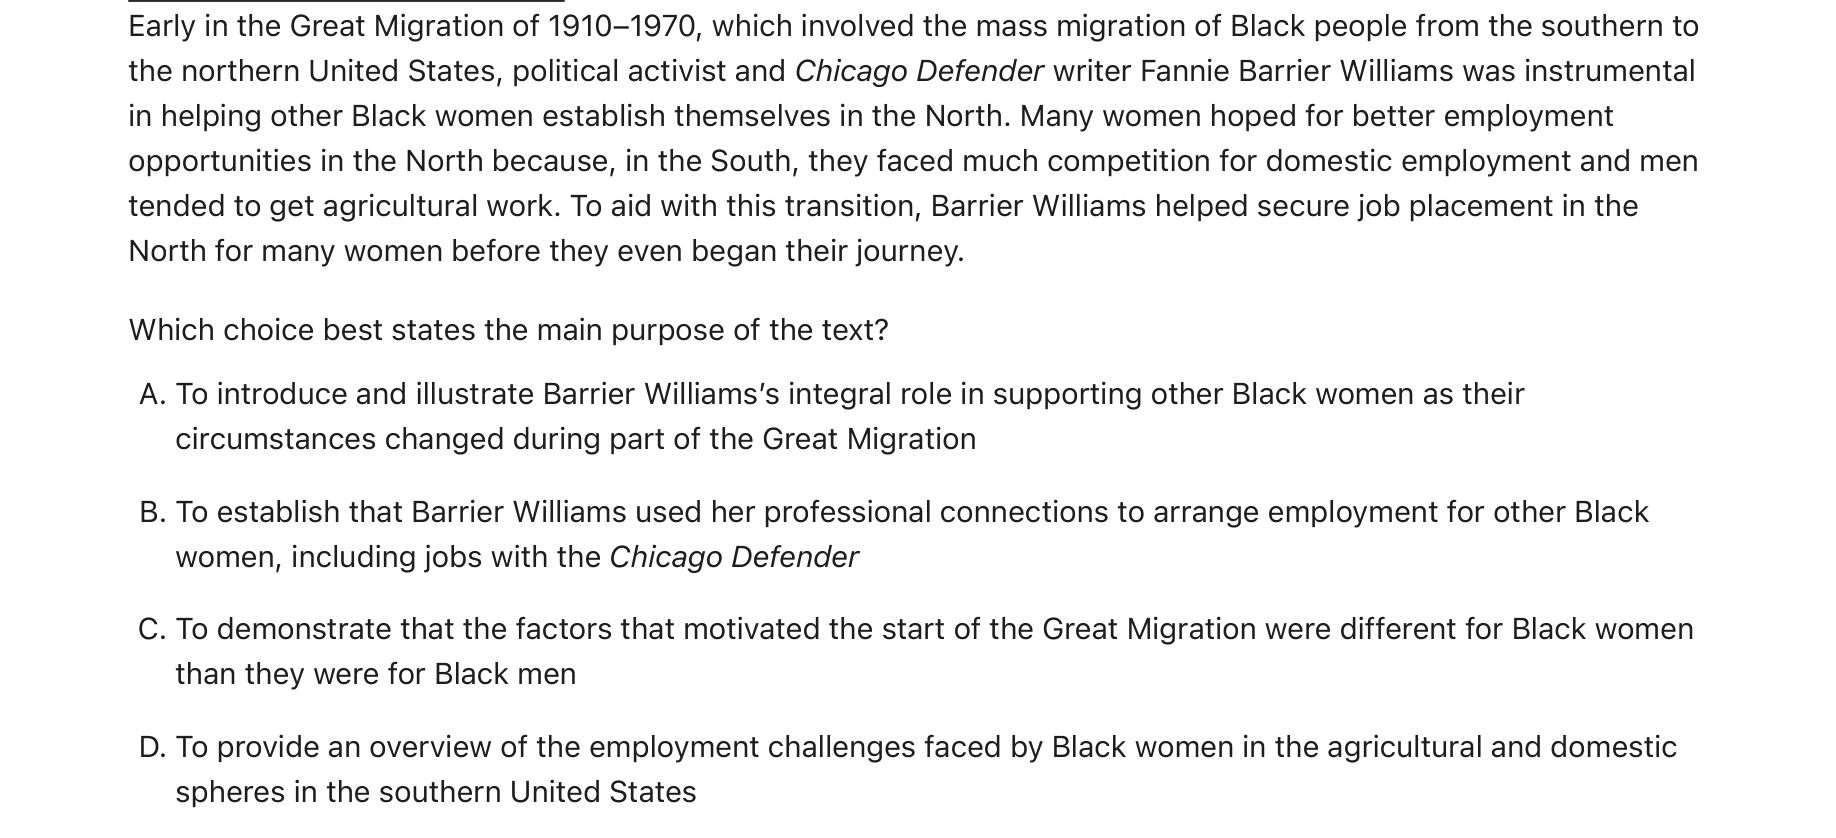 Early in the Great Migration of 1910–1970, which involved the mass migration of Black people from the southern to
the northern United States, political activist and Chicago Defender writer Fannie Barrier Williams was instrumental
in helping other Black women establish themselves in the North. Many women hoped for better employment
opportunities in the North because, in the South, they faced much competition for domestic employment and men
tended to get agricultural work. To aid with this transition, Barrier Williams helped secure job placement in the
North for many women before they even began their journey.
Which choice best states the main purpose of the text?
A. To introduce and illustrate Barrier Williams’s integral role in supporting other Black women as their
circumstances changed during part of the Great Migration
B. To establish that Barrier Williams used her professional connections to arrange employment for other Black
women, including jobs with the Chicago Defender
C. To demonstrate that the factors that motivated the start of the Great Migration were different for Black women
than they were for Black men
D. To provide an overview of the employment challenges faced by Black women in the agricultural and domestic
spheres in the southern United States